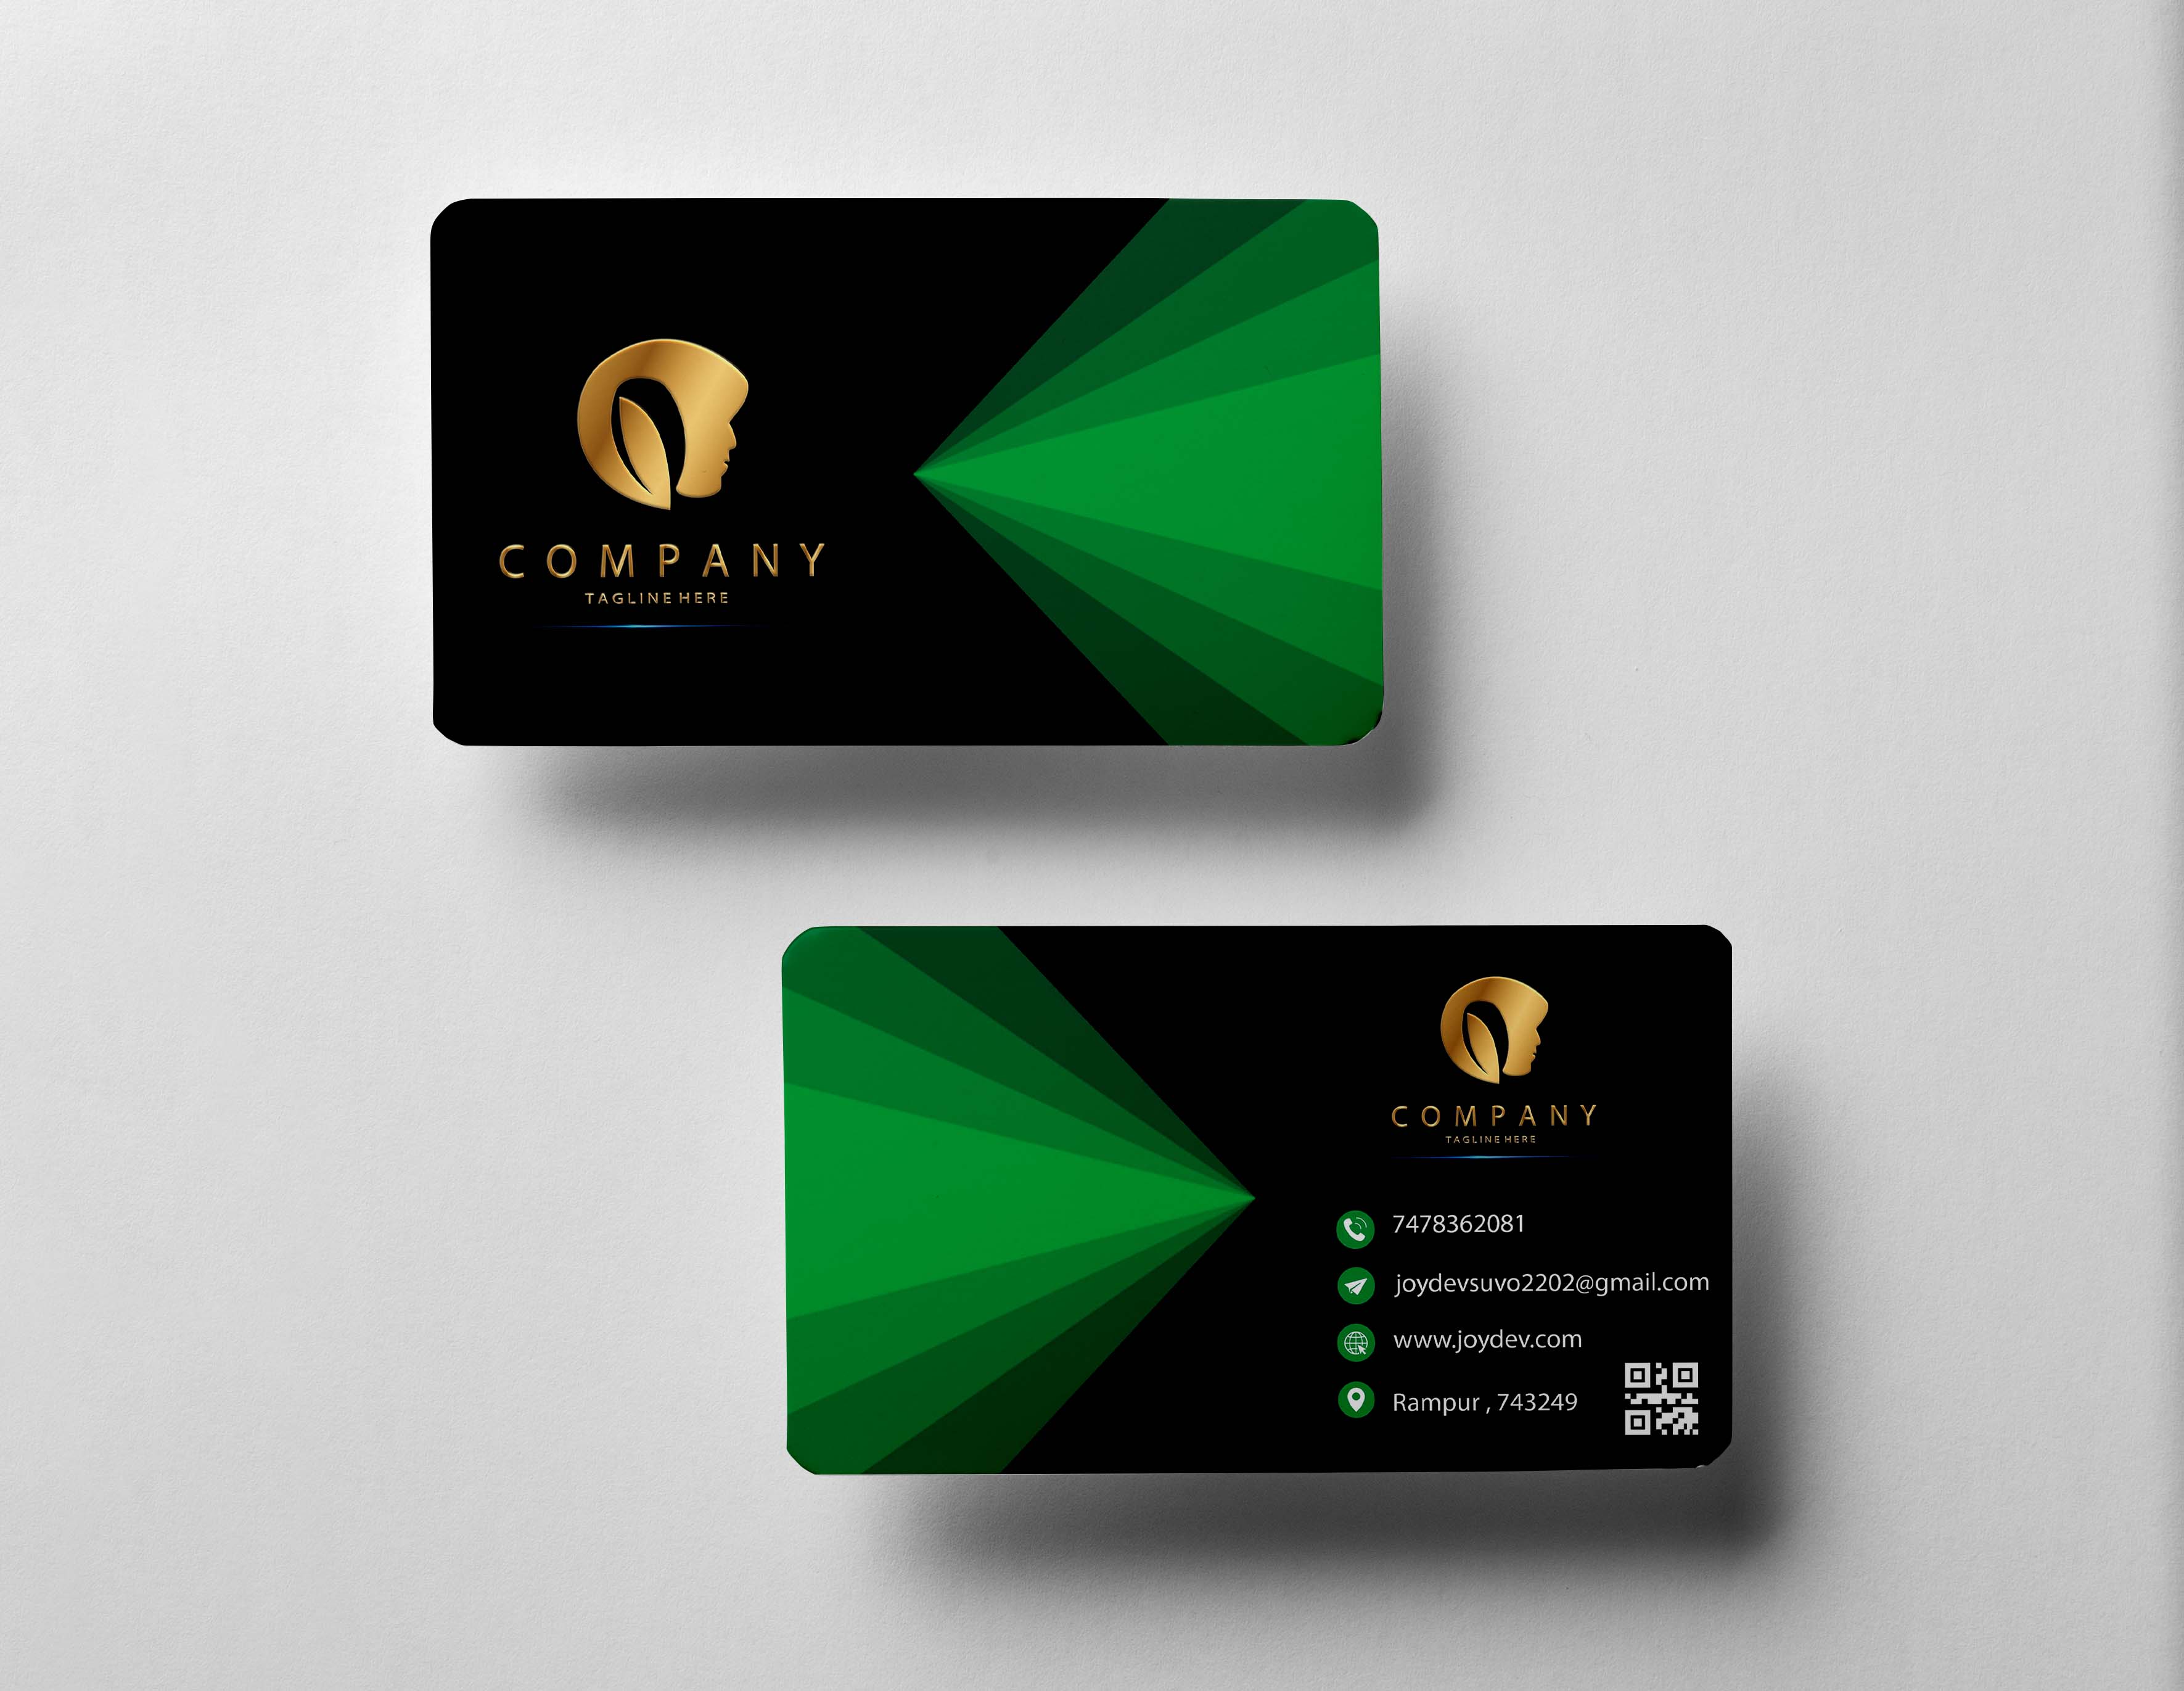 COMPANY
TAGLINE HERE
COMPANY
TAGLINE HERE
7478362081
joydevsuvo2202@gmail.com
www.joydev.com
Rampur , 743249